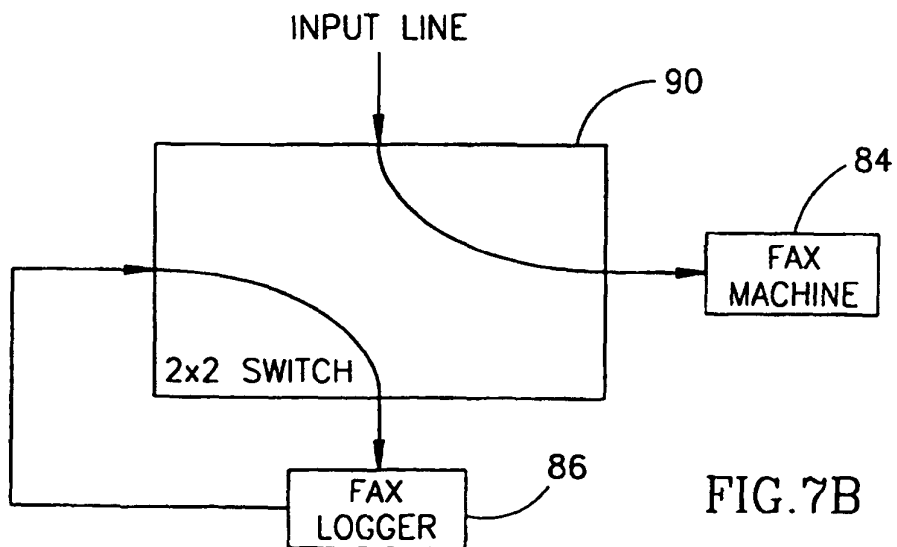 INPUT LINE
90
84
FAX
MACHINE
2x2 SWITCH
86
FAX
LOGGER
FIG.7B